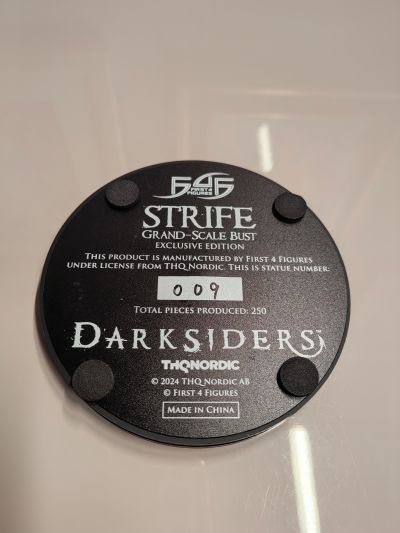 F4F
FIRST 4
FIGURES
STRIFE
GRAND-SCALE BUST
EXCLUSIVE EDITION
THIS PRODUCT IS MANUFACTURED BY FIRST 4 FIGURES
UNDER LICENSE FROM THQ NORDIC. THIS IS STATUE NUMBER:
009
TOTAL PIECES PRODUCED: 250
DARKSIDERS™
THQNORDIC
© 2024 THQ NORDIC AB
© FIRST 4 FIGURES
MADE IN CHINA